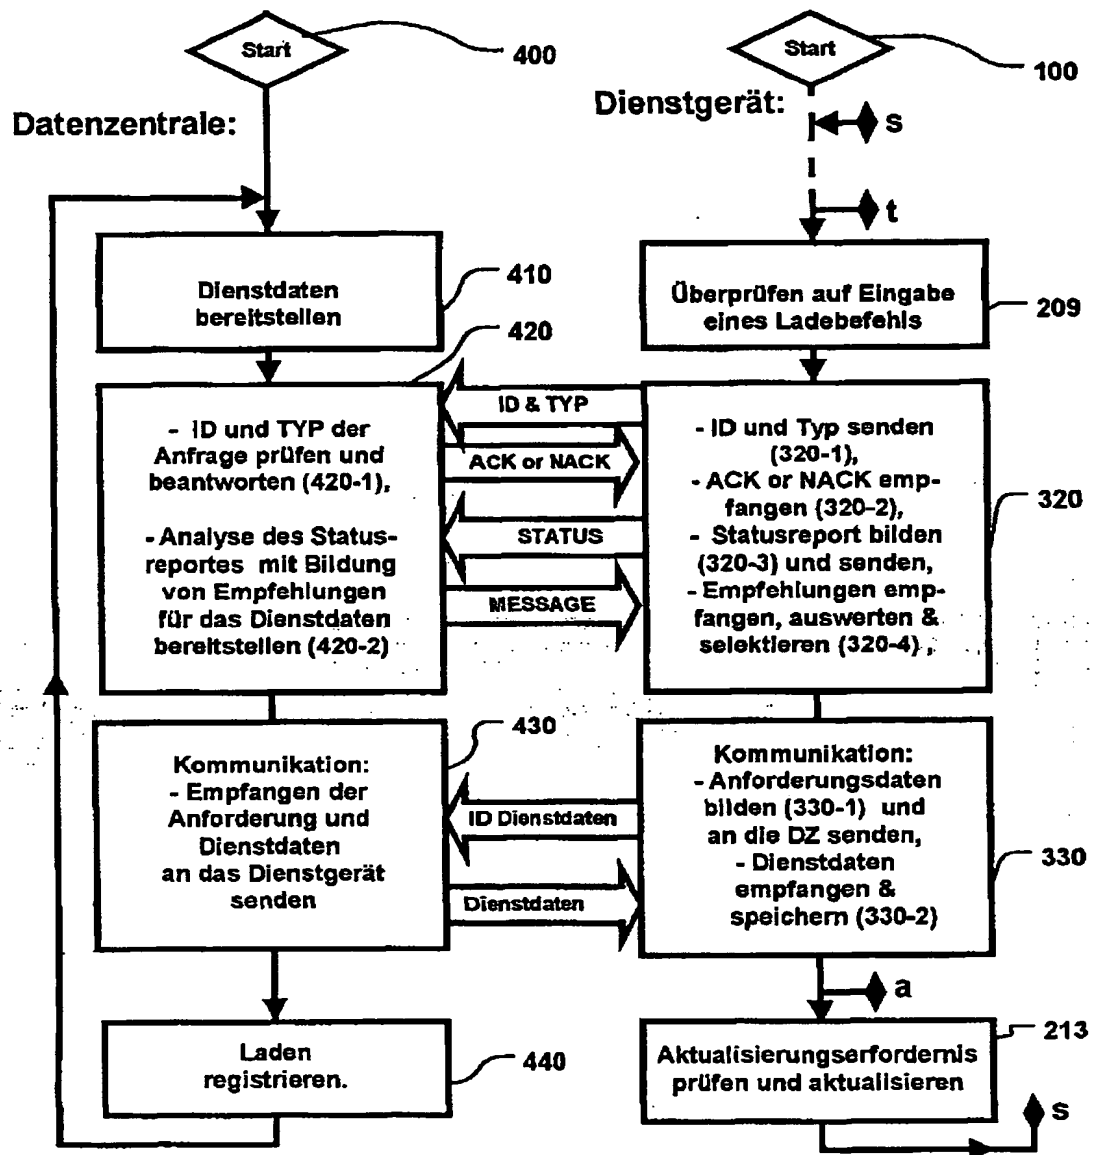 Start
400
Datenzentrale:
Dienstdaten
bereitstellen
410
420
- ID und TYP der
Anfrage prüfen und
beantworten (420-1),
- Analyse des Status-
reportes mit Bildung
von Empfehlungen
für das Dienstdaten
bereitstellen (420-2)
430
Kommunikation:
- Empfangen der
Anforderung und
Dienstdaten
an das Dienstgerät
senden
Laden
registrieren.
440
ID & TYP
ACK or NACK
STATUS
MESSAGE
ID Dienstdaten
Dienstdaten
Start
100
Dienstgerät:
s
t
Überprüfen auf Eingabe
eines Ladebefehls
209
- ID und Typ senden
(320-1),
- ACK or NACK emp-
fangen (320-2),
- Statusreport bilden
(320-3) und senden,
- Empfehlungen emp-
fangen, auswerten &
selektieren (320-4) ,
320
Kommunikation:
- Anforderungsdaten
bilden (330-1) und
an die DZ senden,
- Dienstdaten
empfangen &
speichern (330-2)
330
a
213
Aktualisierungserfordernis
prüfen und aktualisieren
s